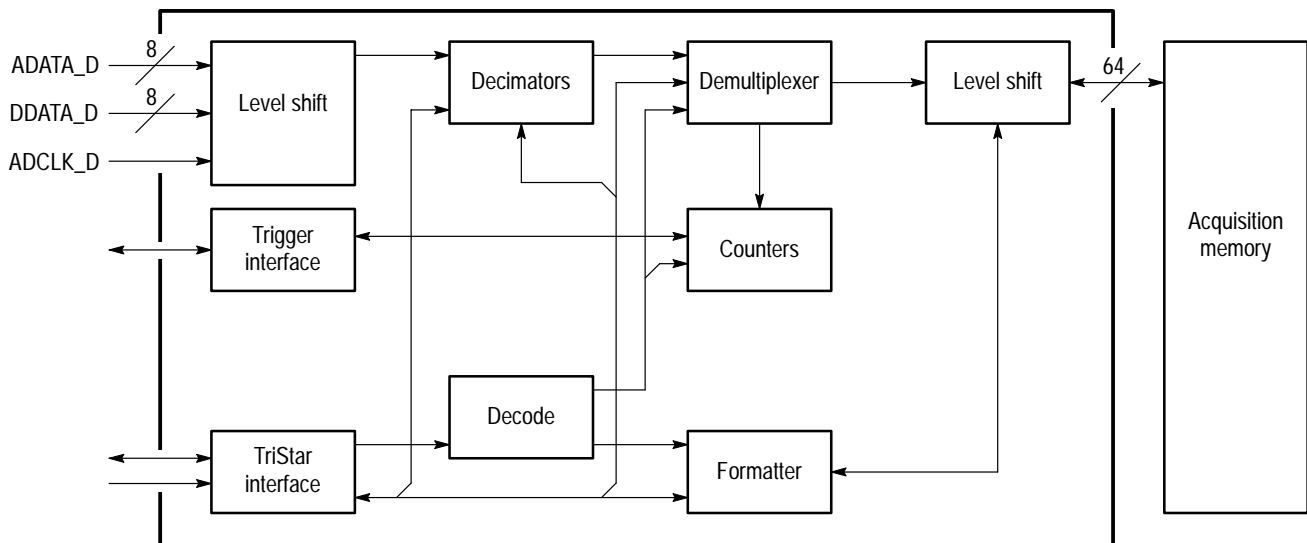 8
ADATA_D
8
DDATA_D
ADCLK_D
Level shift
Decimators
Demultiplexer
Level shift
64
Acquisition
memory
Trigger
interface
Counters
Decode
TriStar
interface
Formatter